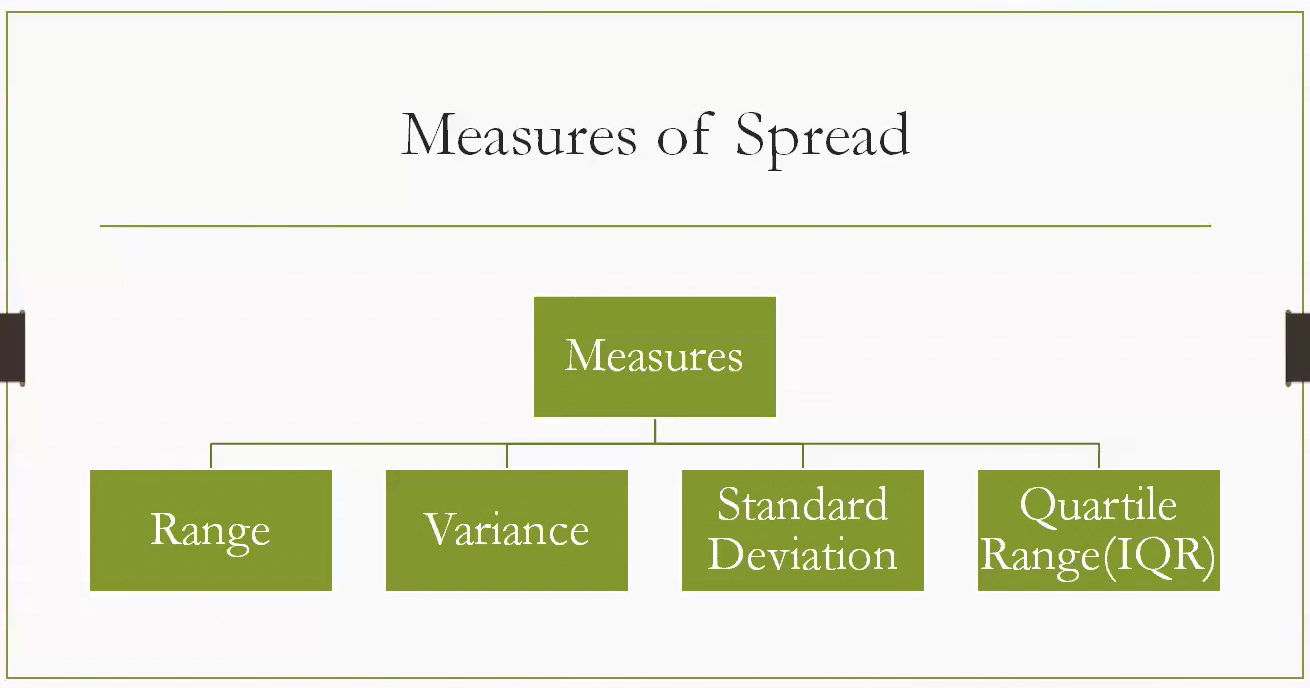 Measures of Spread
Measures
Range
Variance
Standard
Deviation
Quartile
Range(IQR)